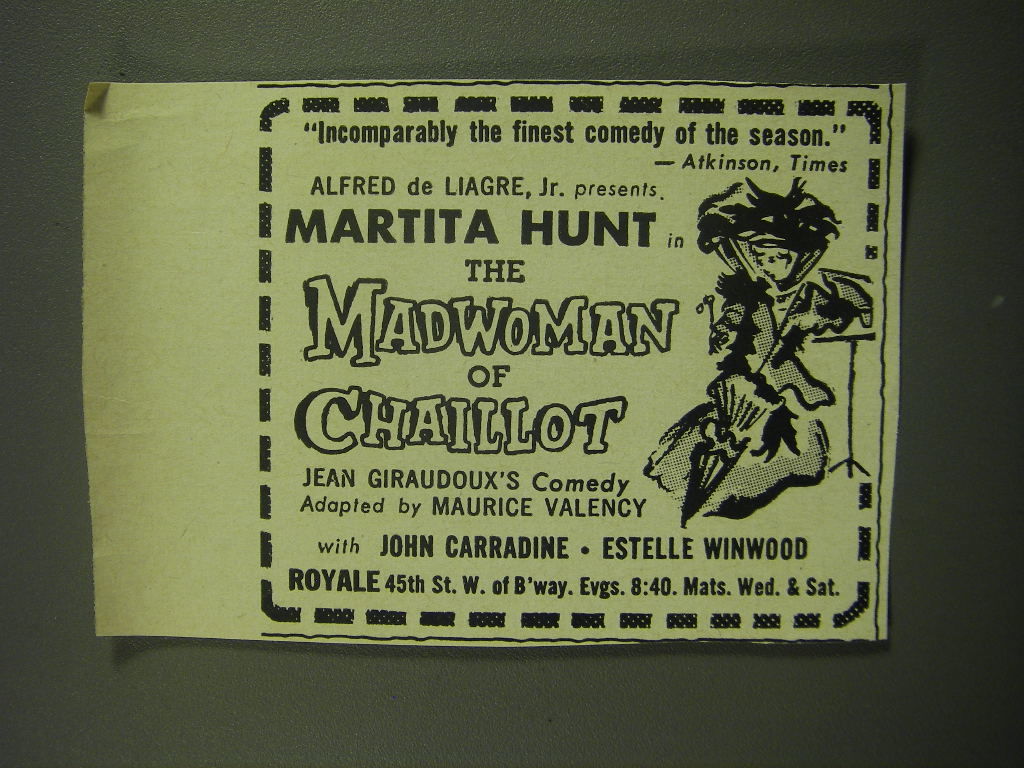 "Incomparably the finest comedy of the season."
— Atkinson, Times
ALFRED de LIAGRE, Jr. presents.
MARTITA HUNT in
THE
MADWOMAN
OF
CHAILLOT
JEAN GIRAUDOUX'S Comedy
Adapted by MAURICE VALENCY
with JOHN CARRADINE • ESTELLE WINWOOD
ROYALE 45th St. W. of B'way. Evgs. 8:40. Mats. Wed. & Sat.